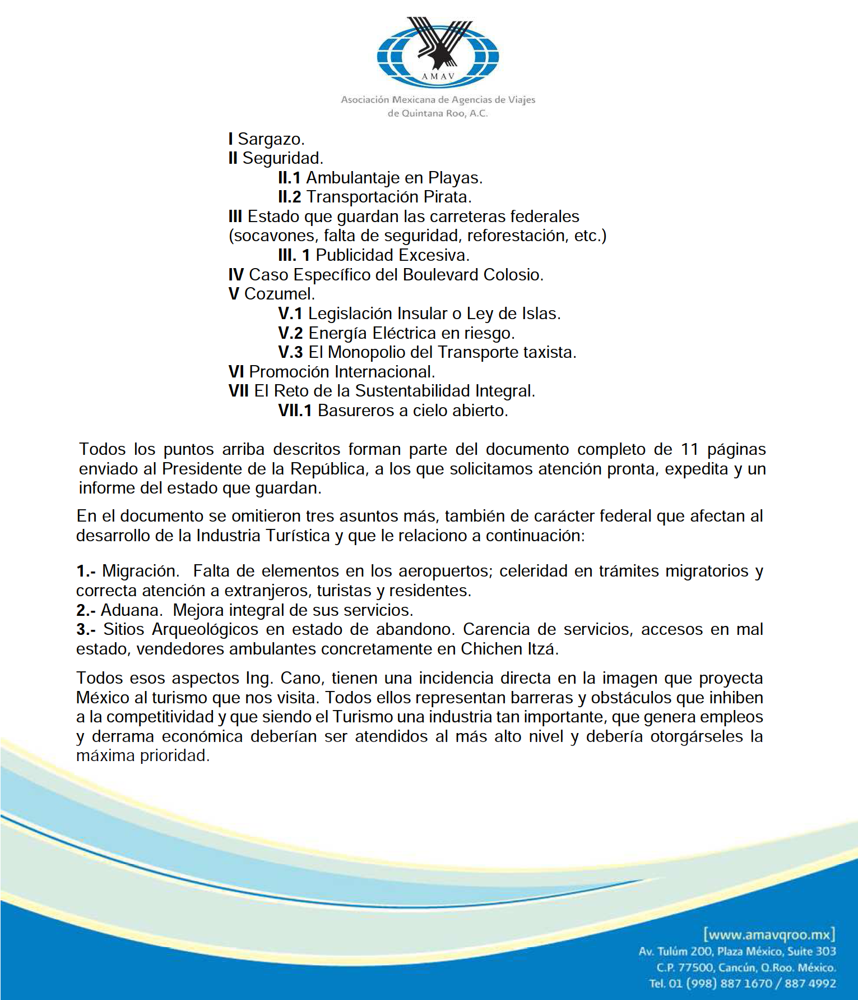 AMAV
Asociación Mexicana de Agencias de Viajes
de Quintana Roo, A.C.
I Sargazo.
II Seguridad.
II.1 Ambulantaje en Playas.
II.2 Transportación Pirata.
III Estado que guardan las carreteras federales
(socavones, falta de seguridad, reforestación, etc.)
III. 1 Publicidad Excesiva.
IV Caso Específico del Boulevard Colosio.
V Cozumel.
V.1 Legislación Insular o Ley de Islas.
V.2 Energía Eléctrica en riesgo.
V.3 El Monopolio del Transporte taxista.
VI Promoción Internacional.
VII El Reto de la Sustentabilidad Integral.
VII.1 Basureros a cielo abierto.
Todos los puntos arriba descritos forman parte del documento completo de 11 páginas
enviado al Presidente de la República, a los que solicitamos atención pronta, expedita y un
informe del estado que guardan.
En el documento se omitieron tres asuntos más, también de carácter federal que afectan al
desarrollo de la Industria Turística y que le relaciono a continuación:
1.- Migración. Falta de elementos en los aeropuertos; celeridad en trámites migratorios y
correcta atención a extranjeros, turistas y residentes.
2.- Aduana. Mejora integral de sus servicios.
3.- Sitios Arqueológicos en estado de abandono. Carencia de servicios, accesos en mal
estado, vendedores ambulantes concretamente en Chichen Itzá.
Todos esos aspectos Ing. Cano, tienen una incidencia directa en la imagen que proyecta
México al turismo que nos visita. Todos ellos representan barreras y obstáculos que inhiben
a la competitividad y que siendo el Turismo una industria tan importante, que genera empleos
y derrama económica deberían ser atendidos al más alto nivel y debería otorgárseles la
máxima prioridad.
[www.amavqroo.mx]
Av. Tulúm 200, Plaza México, Suite 303
C.P. 77500, Cancún, Q.Roo. México.
Tel. 01 (998) 887 1670 / 887 4992